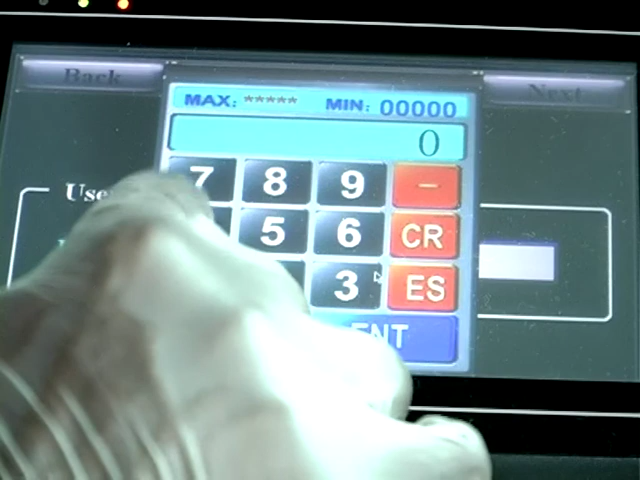 Back
Next
MAX: ***** MIN: 00000
0
Use
7 8 9 -
5 6 CR
3 ES
ENT